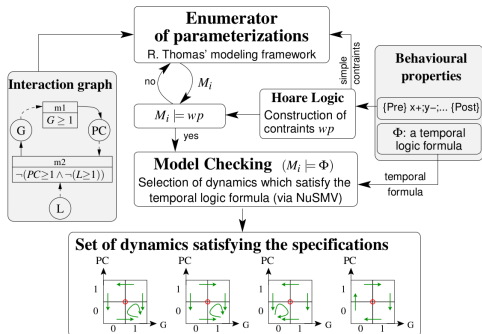 Enumerator
of parameterizations
R. Thomas' modeling framework
no
M_i
simple
contraints
Behavioural
properties
{Pre} x+;y−;... {Post}
Φ: a temporal
logic formula
Interaction graph
m1
G ≥ 1
G
PC
m2
¬(PC≥1∧¬(L≥1))
L
M_i ⊨ wp
Hoare Logic
Construction of
contraints wp
yes
Model Checking (M_i ⊨ Φ)
Selection of dynamics which satisfy the
temporal logic formula (via NuSMV)
temporal
formula
Set of dynamics satisfying the specifications
PC PC PC PC
1 1 1 1
0 0 0 0
0 1 G 0 1 G 0 1 G 0 1 G